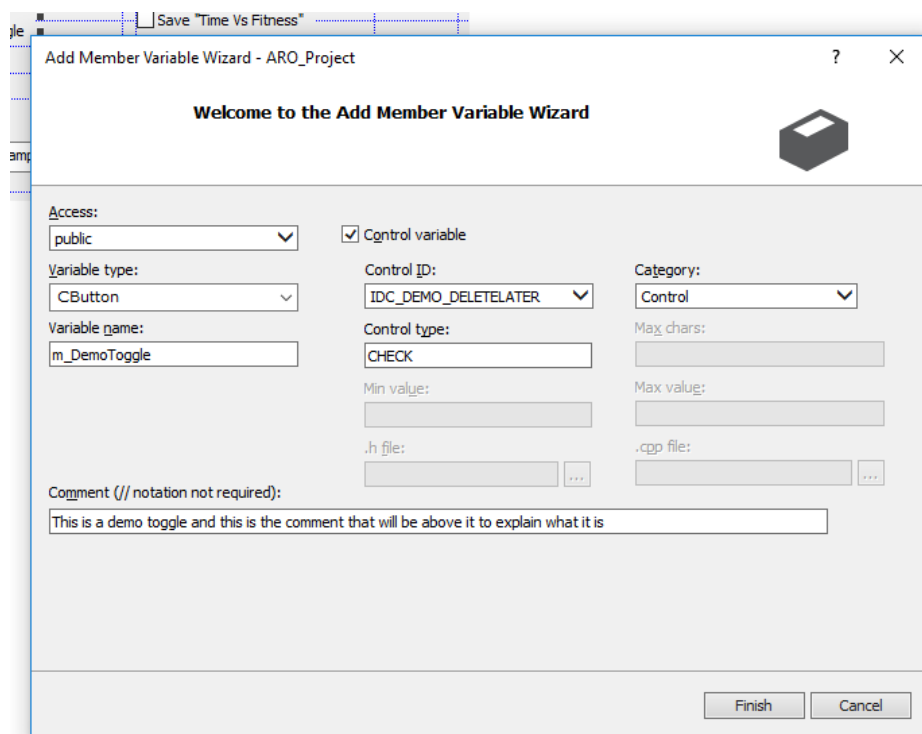 Save "Time Vs Fitness"
Add Member Variable Wizard - ARO_Project ?
Welcome to the Add Member Variable Wizard
Access:
public
Control variable
Variable type:
Control ID:
Category:
CButton
IDC_DEMO_DELETELATER
Control
Variable name:
Control type:
Max chars:
m_DemoToggle
CHECK
Min value:
Max value:
.h file:
.cpp file:
...
...
Comment (// notation not required):
This is a demo toggle and this is the comment that will be above it to explain what it is
Finish
Cancel